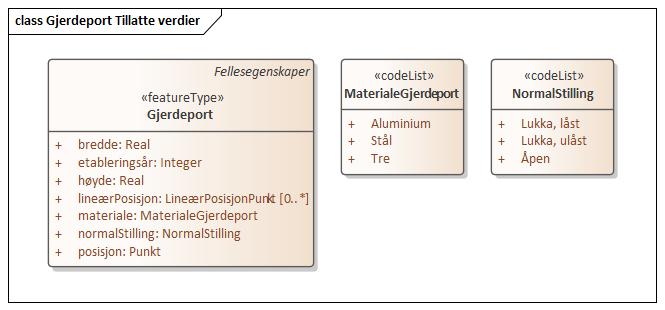 class Gjerdeport Tillatte verdier
Fellesegenskaper
«featureType»
Gjerdeport
+ bredde: Real
+ etableringsår: Integer
+ høyde: Real
+ lineærPosisjon: LineærPosisjonPunkt [0..*]
+ materiale: MaterialeGjerdeport
+ normalStilling: NormalStilling
+ posisjon: Punkt
«codeList»
MaterialeGjerdeport
+ Aluminium
+ Stål
+ Tre
«codeList»
NormalStilling
+ Lukka, låst
+ Lukka, ulåst
+ Åpen